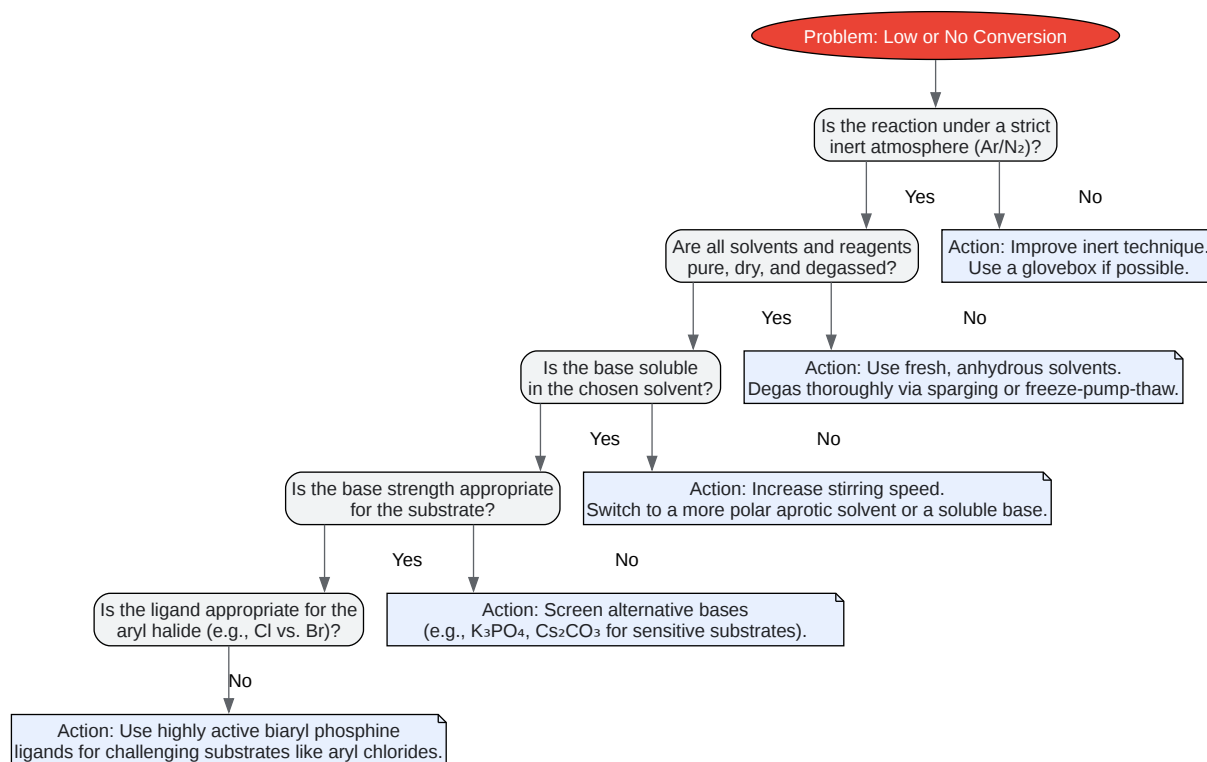 Problem: Low or No Conversion
Is the reaction under a strict
inert atmosphere (Ar/N₂)?
Yes
No
Are all solvents and reagents
pure, dry, and degassed?
Action: Improve inert technique.
Use a glovebox if possible.
Yes
No
Is the base soluble
in the chosen solvent?
Action: Use fresh, anhydrous solvents.
Degas thoroughly via sparging or freeze-pump-thaw.
Yes
No
Is the base strength appropriate
for the substrate?
Action: Increase stirring speed.
Switch to a more polar aprotic solvent or a soluble base.
Yes
No
Is the ligand appropriate for the
aryl halide (e.g., Cl vs. Br)?
Action: Screen alternative bases
(e.g., K₃PO₄, Cs₂CO₃ for sensitive substrates).
No
Action: Use highly active biaryl phosphine
ligands for challenging substrates like aryl chlorides.